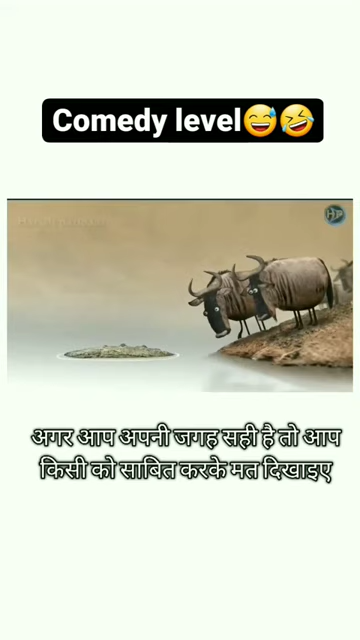 Comedy level😅🤣
अगर आप अपनी जगह सही है तो आप
किसी को साबित करके मत दिखाइए